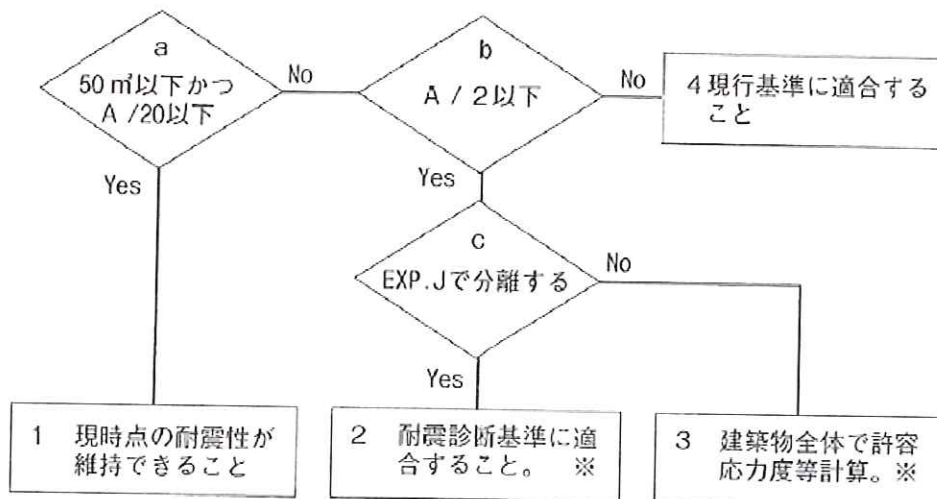 a
50㎡以下かつ
A /20以下
No
b
A / 2以下
No
4現行基準に適合する
こと
Yes
Yes
c
EXP.Jで分離する
No
Yes
1 現時点の耐震性が
維持できること
2 耐震診断基準に適
合すること。 ※
3 建築物全体で許容
応力度等計算。※